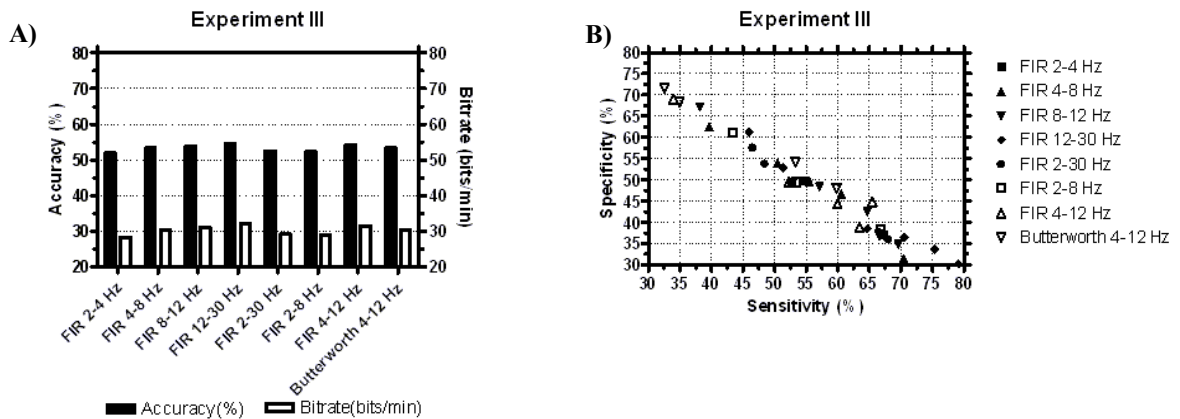 A)
Experiment III
80
70
60
50
40
30
20
Accuracy (%)
80
70
60
50
40
30
20
Bitrate (bits/min)
FIR 2-4 Hz
FIR 4-8 Hz
FIR 8-12 Hz
FIR 12-30 Hz
FIR 2-30 Hz
FIR 2-8 Hz
FIR 4-12 Hz
Butterworth 4-12 Hz
Accuracy(%)
Bitrate(bits/min)
B)
Experiment III
80
75
70
65
60
55
50
45
40
35
30
Specificity (%)
30 35 40 45 50 55 60 65 70 75 80
Sensitivity (%)
FIR 2-4 Hz
FIR 4-8 Hz
FIR 8-12 Hz
FIR 12-30 Hz
FIR 2-30 Hz
FIR 2-8 Hz
FIR 4-12 Hz
Butterworth 4-12 Hz